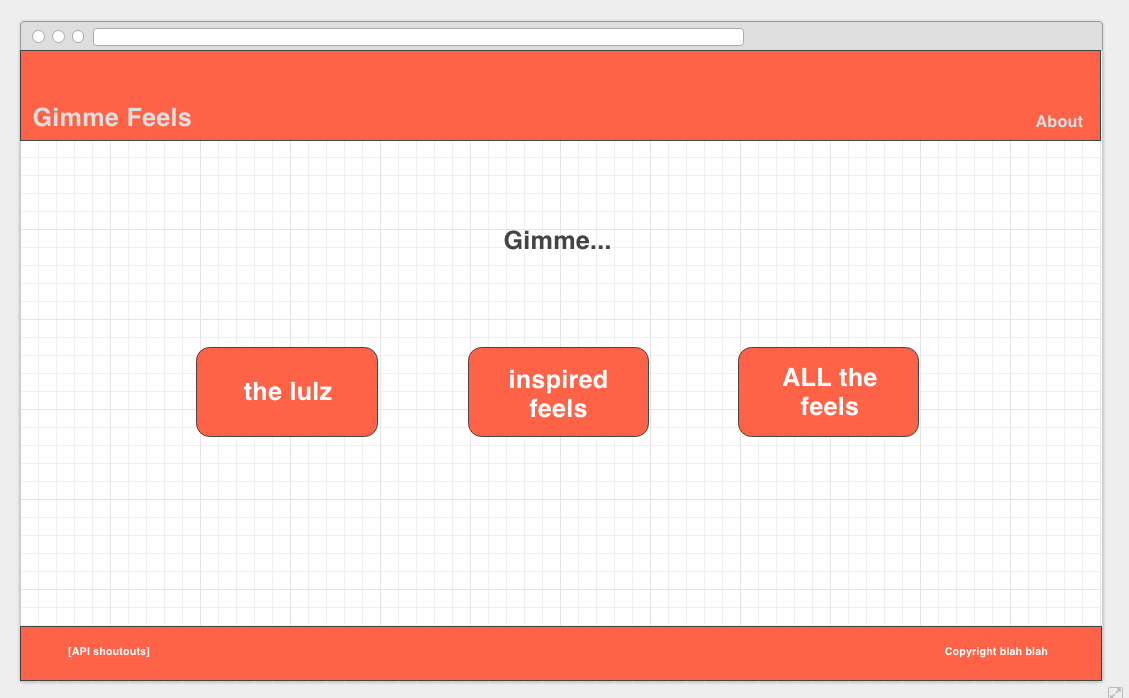 Gimme Feels
About
Gimme...
the lulz
inspired
feels
ALL the
feels
[API shoutouts]
Copyright blah blah